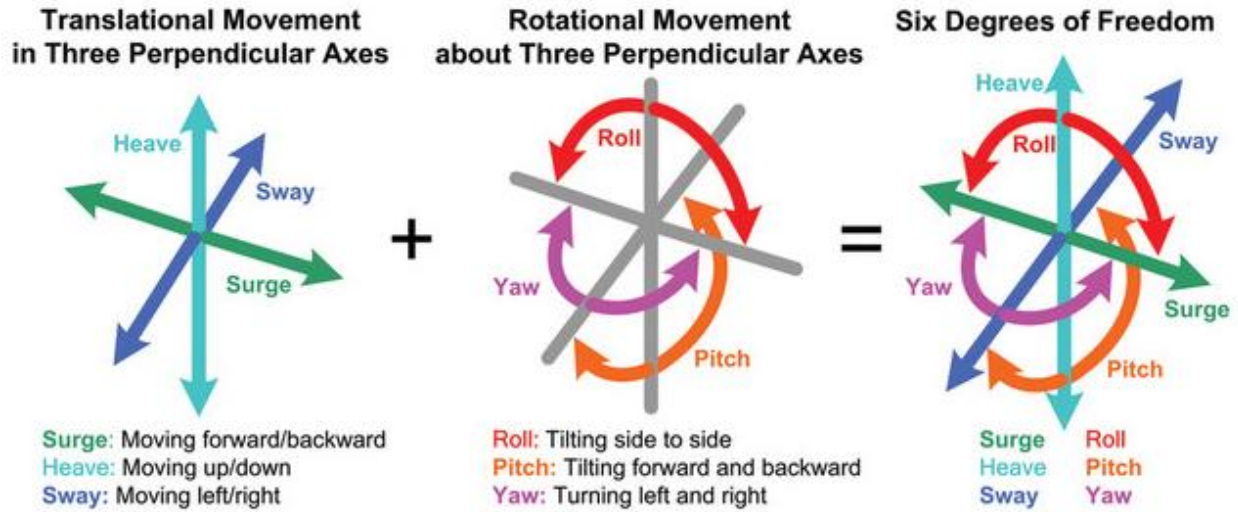 Translational Movement
in Three Perpendicular Axes
Heave
Sway
Surge
Surge: Moving forward/backward
Heave: Moving up/down
Sway: Moving left/right
+
Rotational Movement
about Three Perpendicular Axes
Roll
Yaw
Pitch
Roll: Tilting side to side
Pitch: Tilting forward and backward
Yaw: Turning left and right
=
Six Degrees of Freedom
Heave
Roll
Sway
Yaw
Surge
Pitch
Surge Roll
Heave Pitch
Sway Yaw